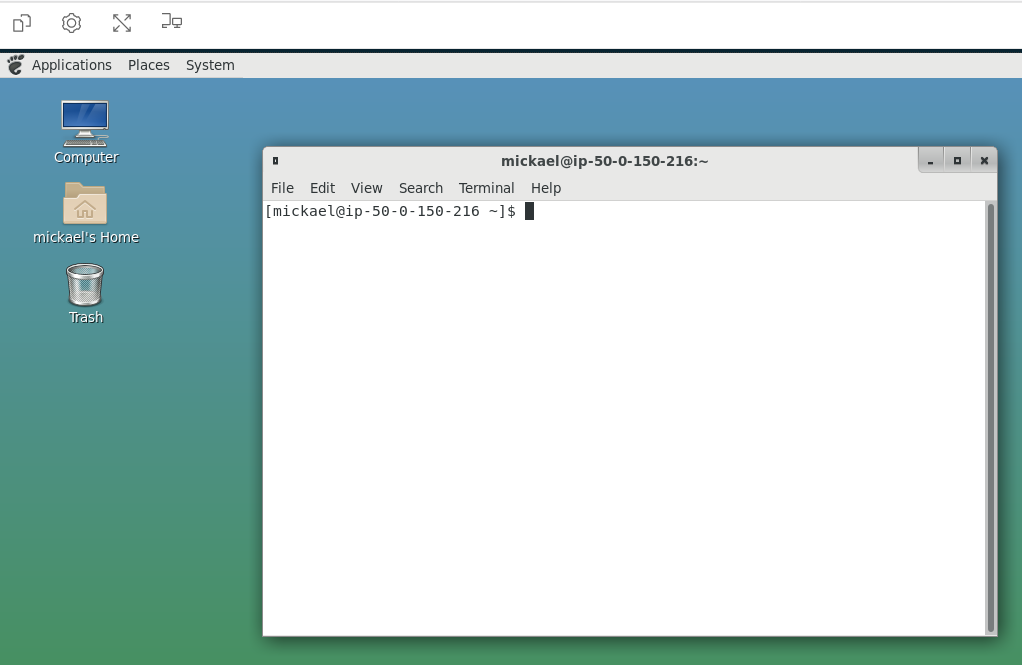 Applications Places System
Computer
mickael's Home
Trash
mickael@ip-50-0-150-216:~
File Edit View Search Terminal Help
[mickael@ip-50-0-150-216 ~]$